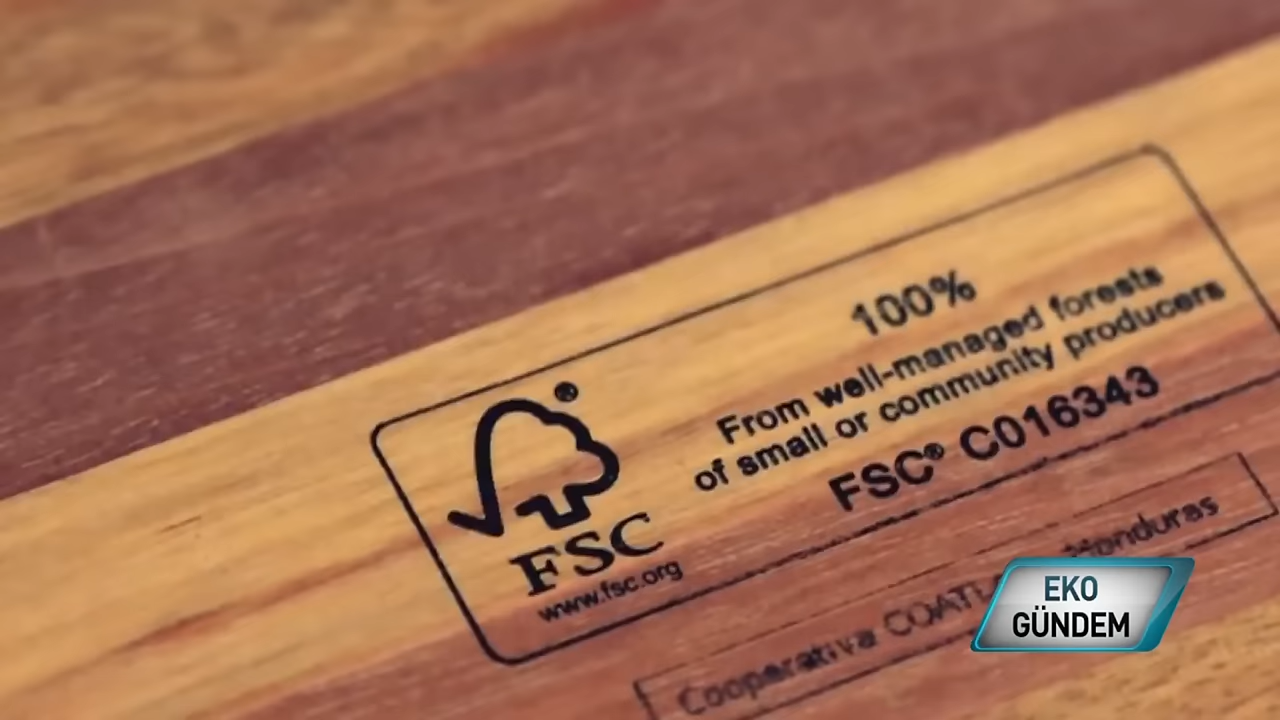 100%
From well-managed forests
of small or community producers
FSC® C016343
®
FSC
www.fsc.org
Cooperativa Honduras
EKO
GÜNDEM